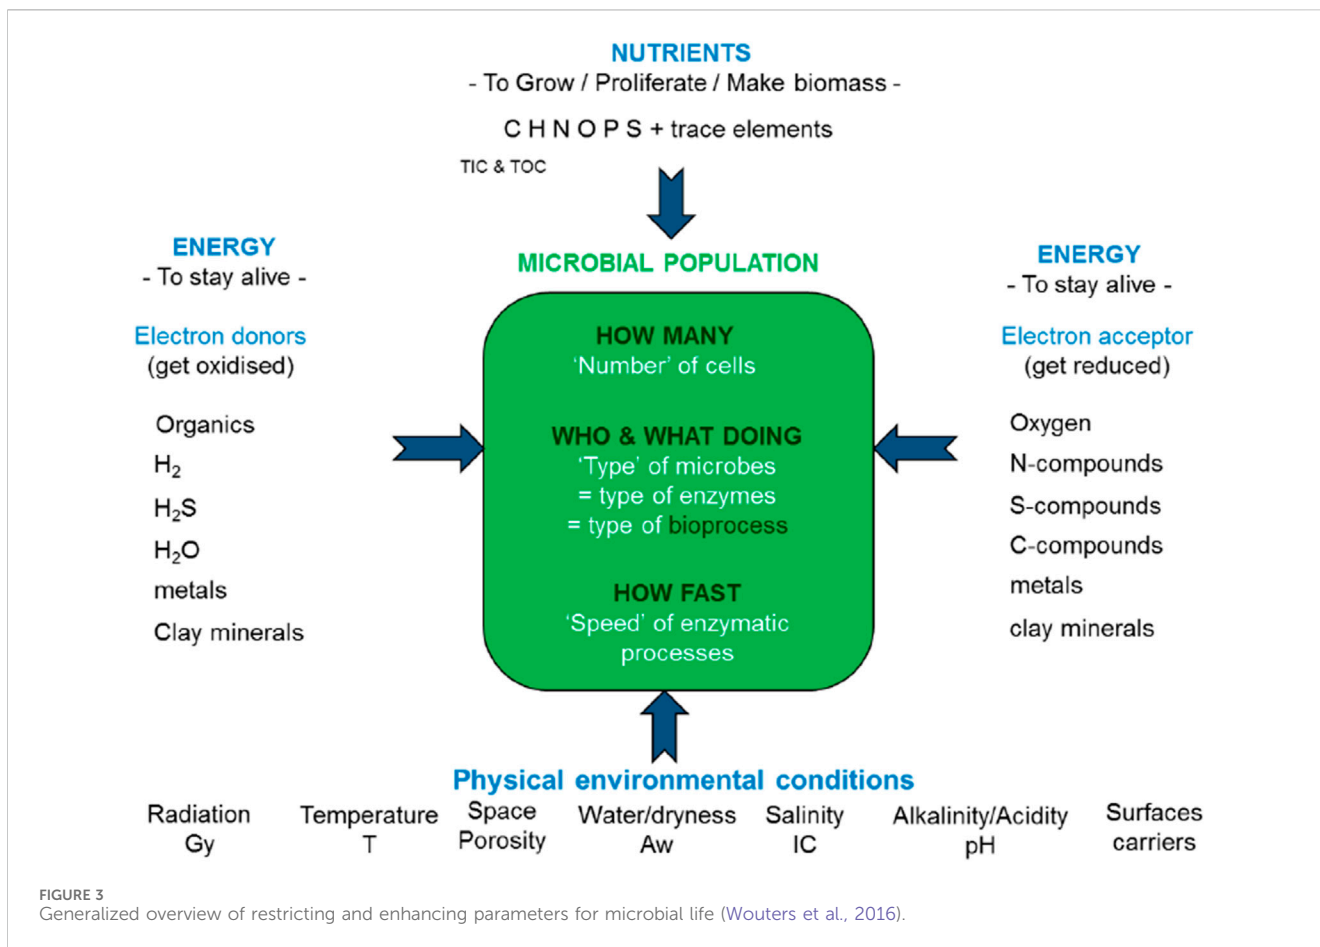 NUTRIENTS
- To Grow / Proliferate / Make biomass -
C H N O P S + trace elements
TIC & TOC
ENERGY
- To stay alive -
Electron donors
(get oxidised)
Organics
H₂
H₂S
H₂O
metals
Clay minerals
MICROBIAL POPULATION
HOW MANY
‘Number’ of cells
WHO & WHAT DOING
‘Type’ of microbes
= type of enzymes
= type of bioprocess
HOW FAST
‘Speed’ of enzymatic
processes
ENERGY
- To stay alive -
Electron acceptor
(get reduced)
Oxygen
N-compounds
S-compounds
C-compounds
metals
clay minerals
Physical environmental conditions
Radiation
Gy
Temperature
T
Space
Porosity
Water/dryness
Aw
Salinity
IC
Alkalinity/Acidity
pH
Surfaces
carriers
FIGURE 3
Generalized overview of restricting and enhancing parameters for microbial life (Wouters et al., 2016).